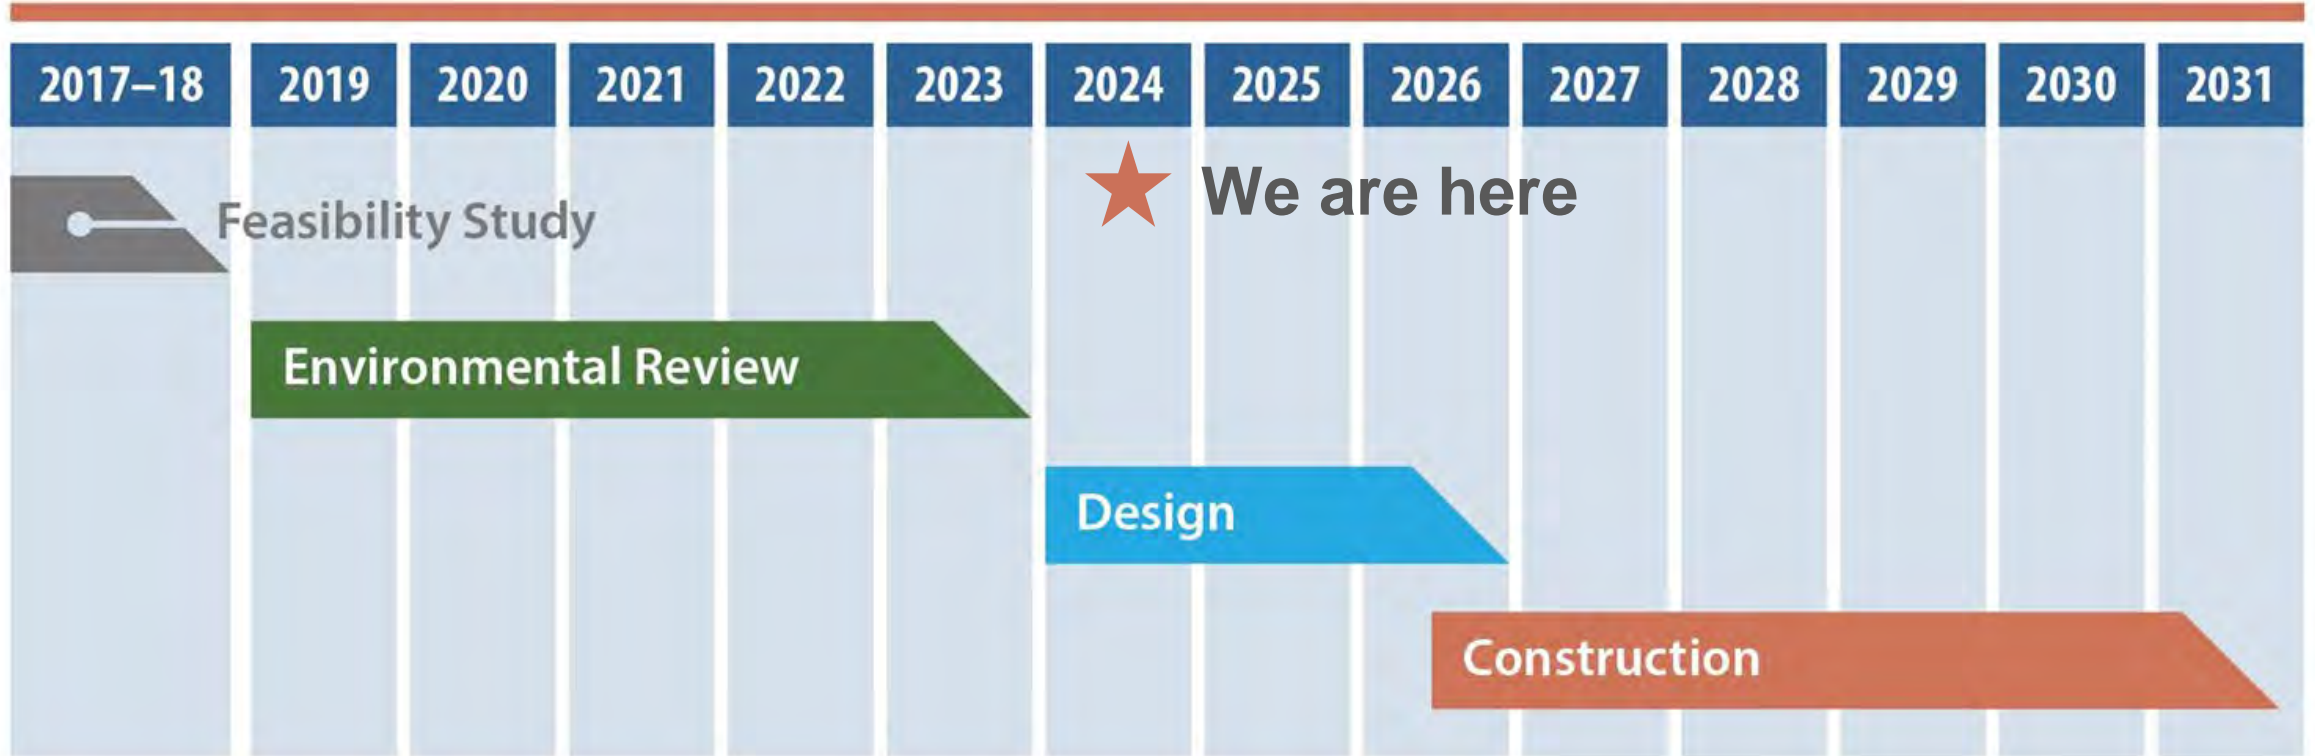 2017–18 2019 2020 2021 2022 2023 2024 2025 2026 2027 2028 2029 2030 2031
We are here
Feasibility Study
Environmental Review
Design
Construction